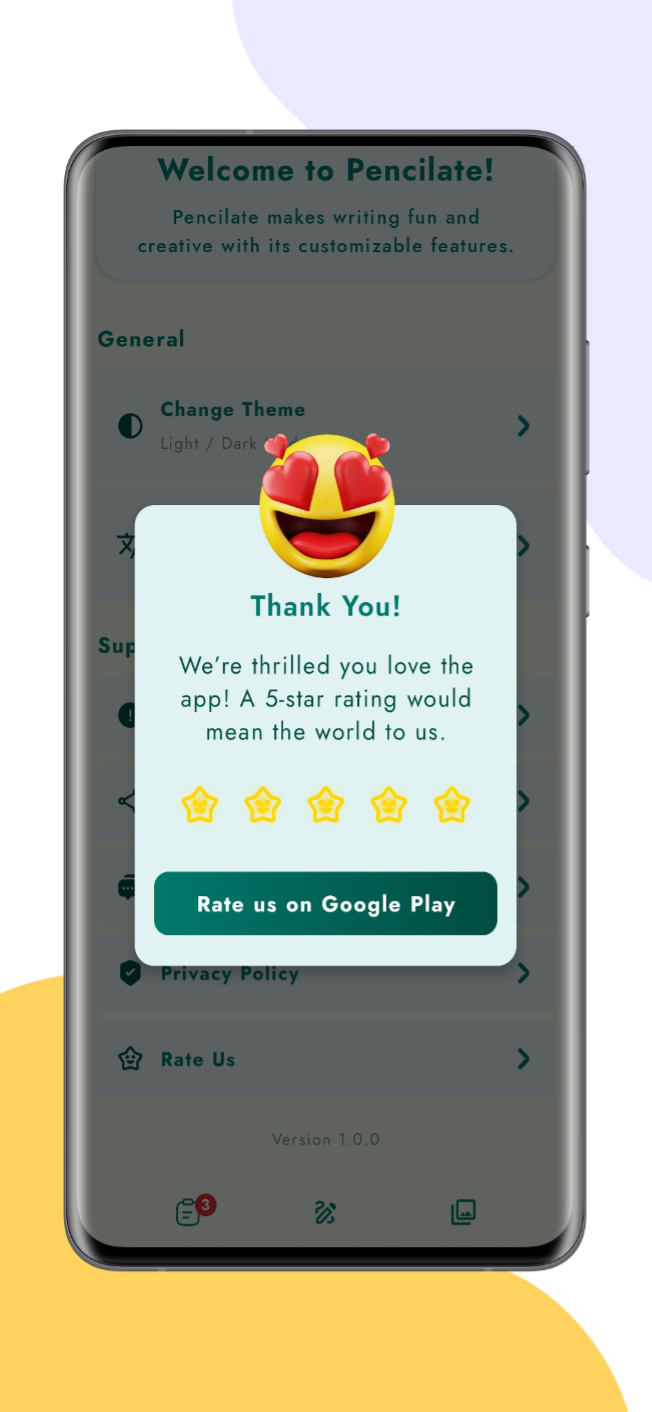 Welcome to Pencilate!
Pencilate makes writing fun and
creative with its customizable features.
General
Change Theme
Light / Dark
Thank You!
We're thrilled you love the
app! A 5-star rating would
mean the world to us.
Rate us on Google Play
Privacy Policy
Rate Us
Version 1.0.0
3